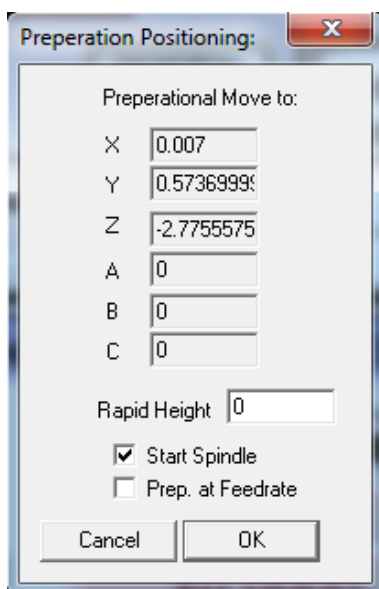 Preperation Positioning:
Preperational Move to:
X 0.007
Y 0.57369999
Z -2.7755575
A 0
B 0
C 0
Rapid Height 0
Start Spindle
Prep. at Feedrate
Cancel OK